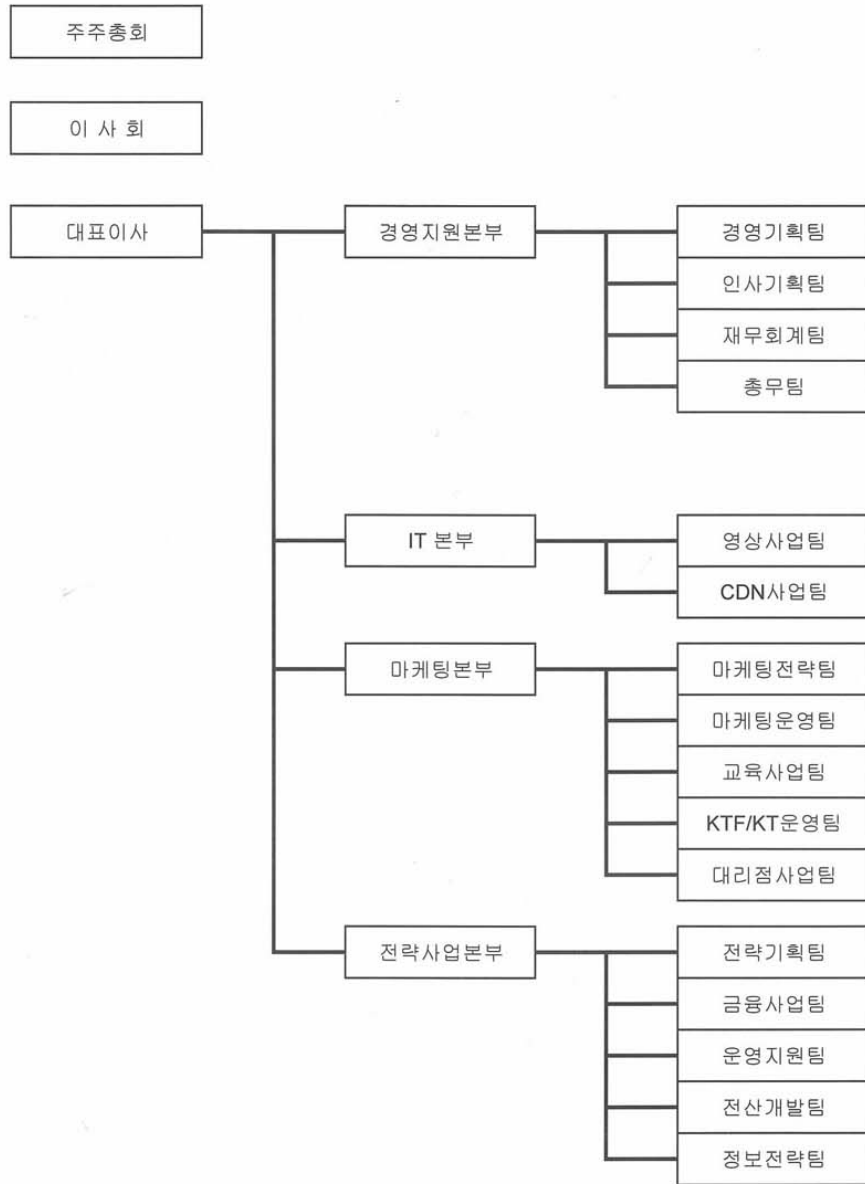 주주총회
이 사 회
대표이사
경영지원본부
경영기획팀
인사기획팀
재무회계팀
총무팀
IT 본부
영상사업팀
CDN사업팀
마케팅본부
마케팅전략팀
마케팅운영팀
교육사업팀
KTF/KT운영팀
대리점사업팀
전략사업본부
전략기획팀
금융사업팀
운영지원팀
전산개발팀
정보전략팀